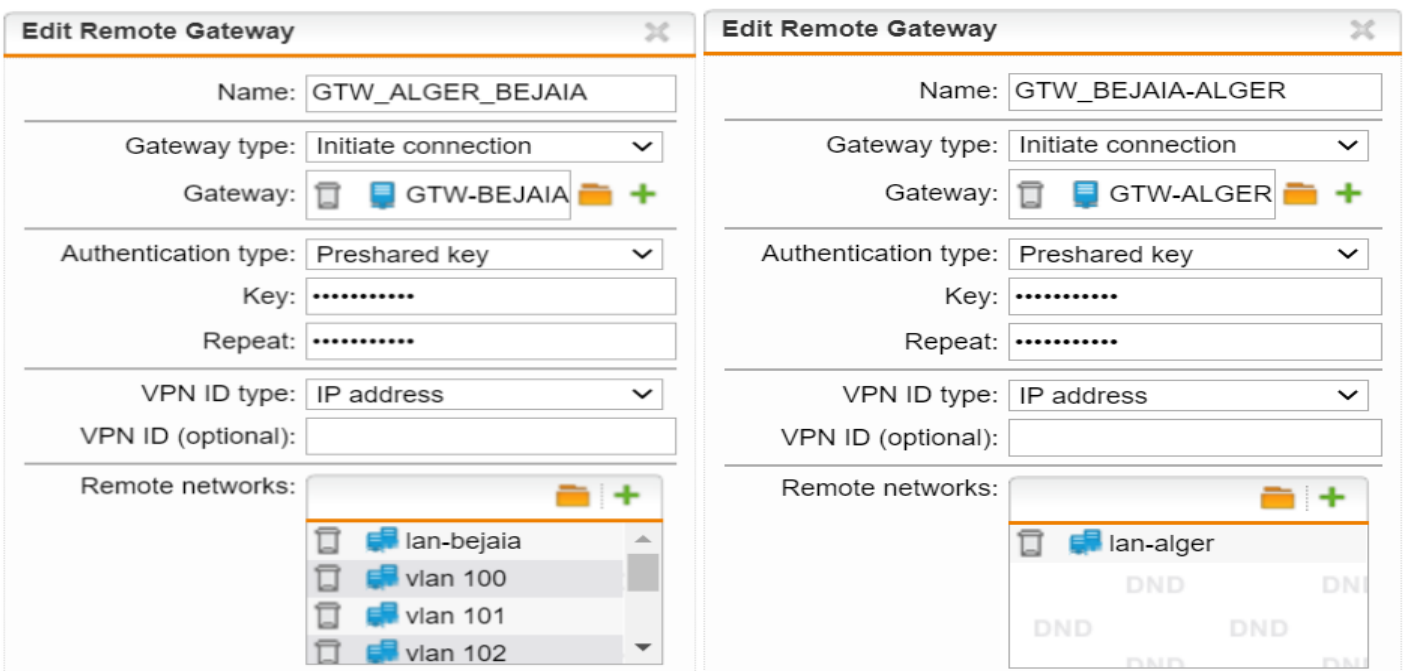 Edit Remote Gateway
Name: GTW_ALGER_BEJAIA
Gateway type: Initiate connection
Gateway: GTW-BEJAIA
Authentication type: Preshared key
Key: •••••••••••
Repeat: •••••••••••
VPN ID type: IP address
VPN ID (optional):
Remote networks:
lan-bejaia
vlan 100
vlan 101
vlan 102
Edit Remote Gateway
Name: GTW_BEJAIA-ALGER
Gateway type: Initiate connection
Gateway: GTW-ALGER
Authentication type: Preshared key
Key: •••••••••••
Repeat: •••••••••••
VPN ID type: IP address
VPN ID (optional):
Remote networks:
lan-alger
DND DND
DND DND
DND DND